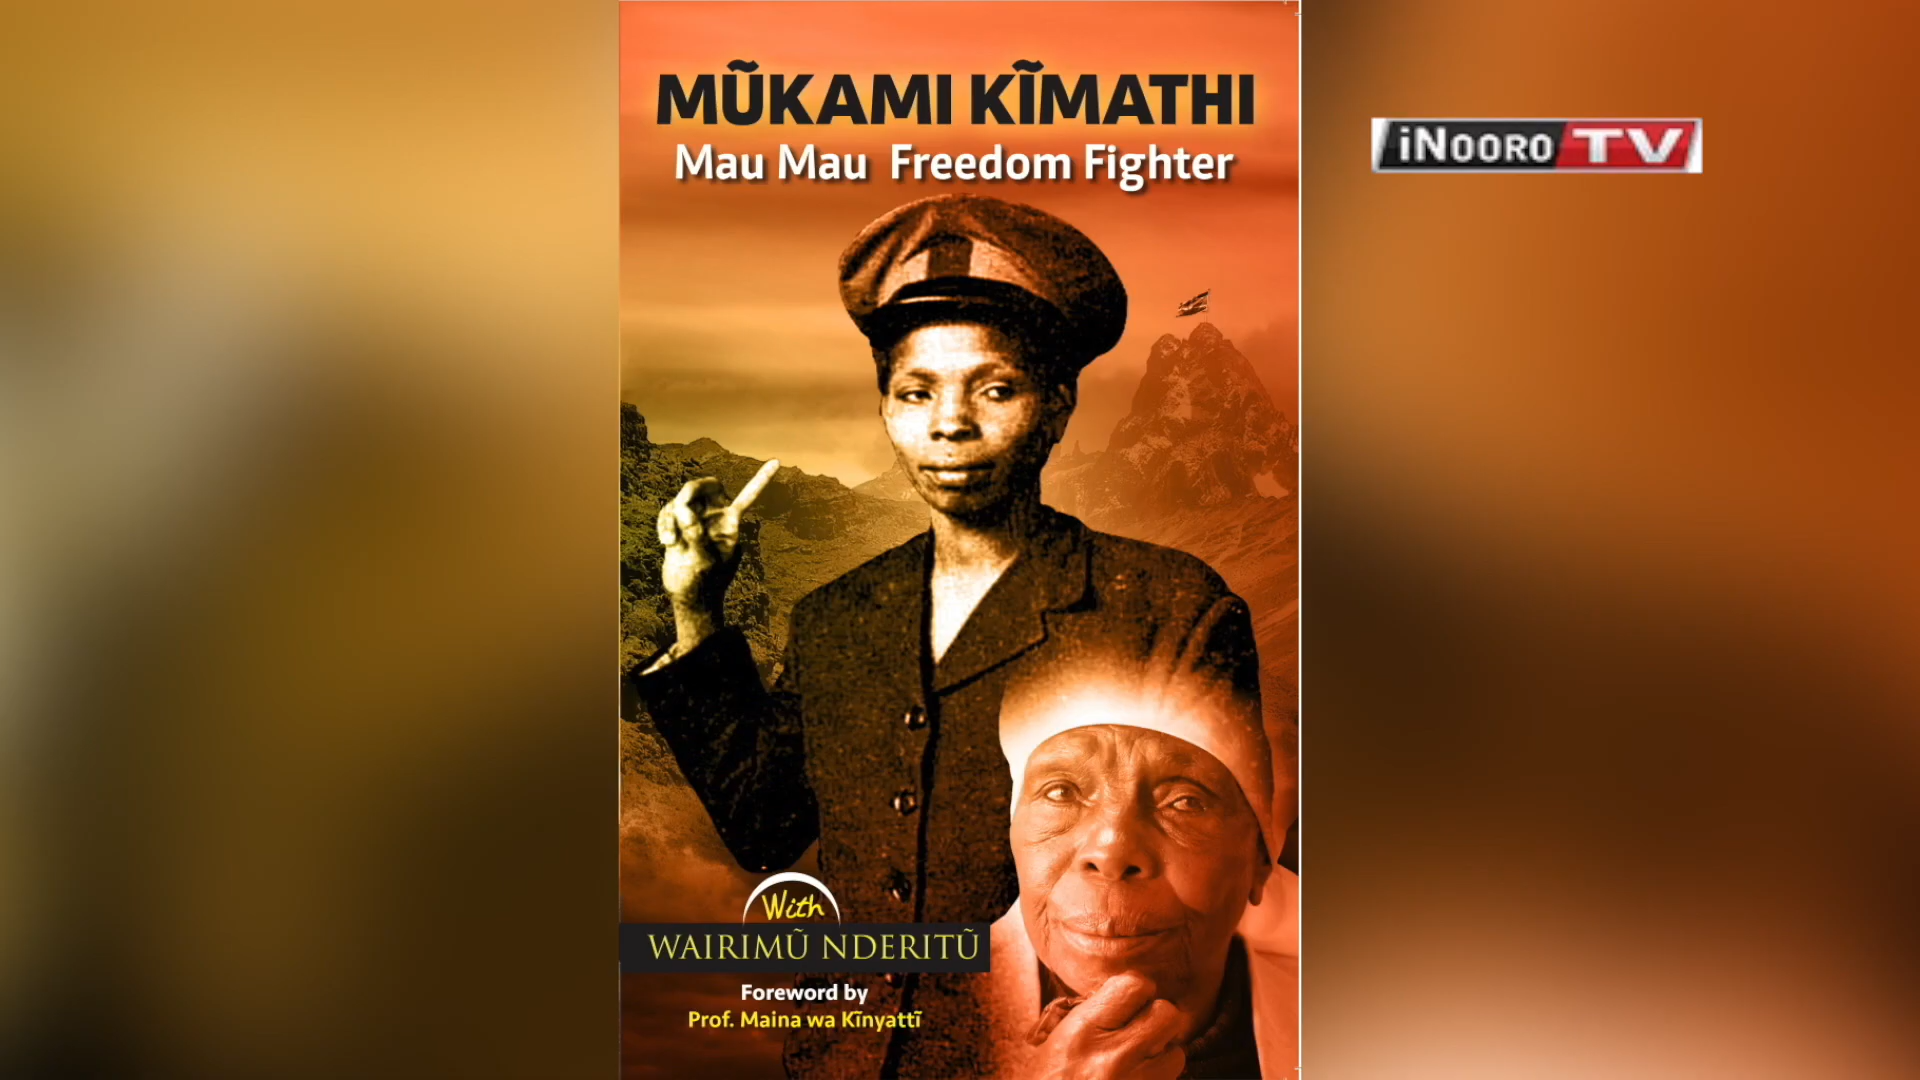 MŨKAMI KĨMATHI
Mau Mau Freedom Fighter
iNOORO TV
With
WAIRIMŨ NDERITŨ
Foreword by
Prof. Maina wa Kĩnyattĩ